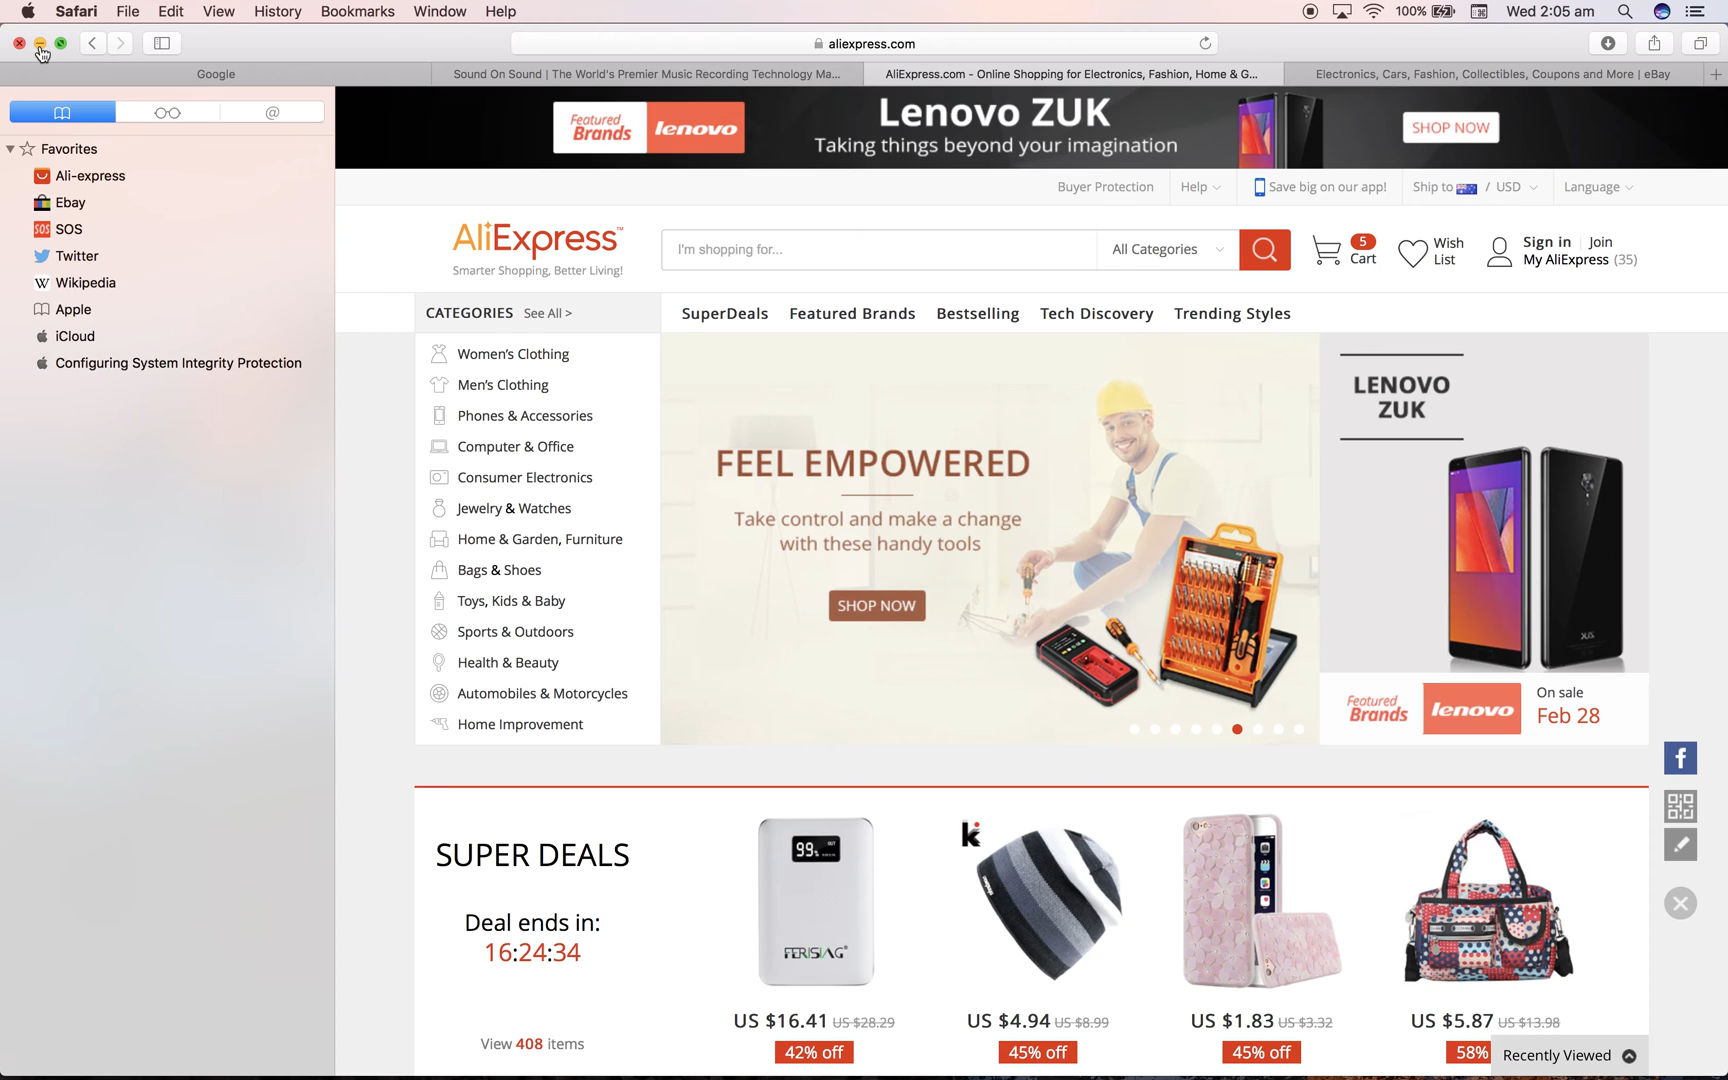 Safari File Edit View History Bookmarks Window Help 100% Wed 2:05 am
aliexpress.com
Google Sound On Sound | The World's Premier Music Recording Technology Ma... AliExpress.com - Online Shopping for Electronics, Fashion, Home & G... Electronics, Cars, Fashion, Collectibles, Coupons and More | eBay
Favorites
Ali-express
Ebay
SOS SOS
Twitter
W Wikipedia
Apple
iCloud
Configuring System Integrity Protection
Featured Brands lenovo
Lenovo ZUK
Taking things beyond your imagination
SHOP NOW
Buyer Protection Help Save big on our app! Ship to / USD Language
AliExpress™
Smarter Shopping, Better Living!
I'm shopping for... All Categories
5 Cart
Wish List
Sign in | Join
My AliExpress (35)
CATEGORIES See All >
SuperDeals Featured Brands Bestselling Tech Discovery Trending Styles
Women's Clothing
Men's Clothing
Phones & Accessories
Computer & Office
Consumer Electronics
Jewelry & Watches
Home & Garden, Furniture
Bags & Shoes
Toys, Kids & Baby
Sports & Outdoors
Health & Beauty
Automobiles & Motorcycles
Home Improvement
FEEL EMPOWERED
Take control and make a change
with these handy tools
SHOP NOW
LENOVO
ZUK
ZUK
Featured Brands lenovo
On sale
Feb 28
SUPER DEALS
Deal ends in:
16:24:34
View 408 items
99%
FERISIAG®
k
US $16.41 US $28.29
42% off
US $4.94 US $8.99
45% off
US $1.83 US $3.32
45% off
US $5.87 US $13.98
58%
Recently Viewed